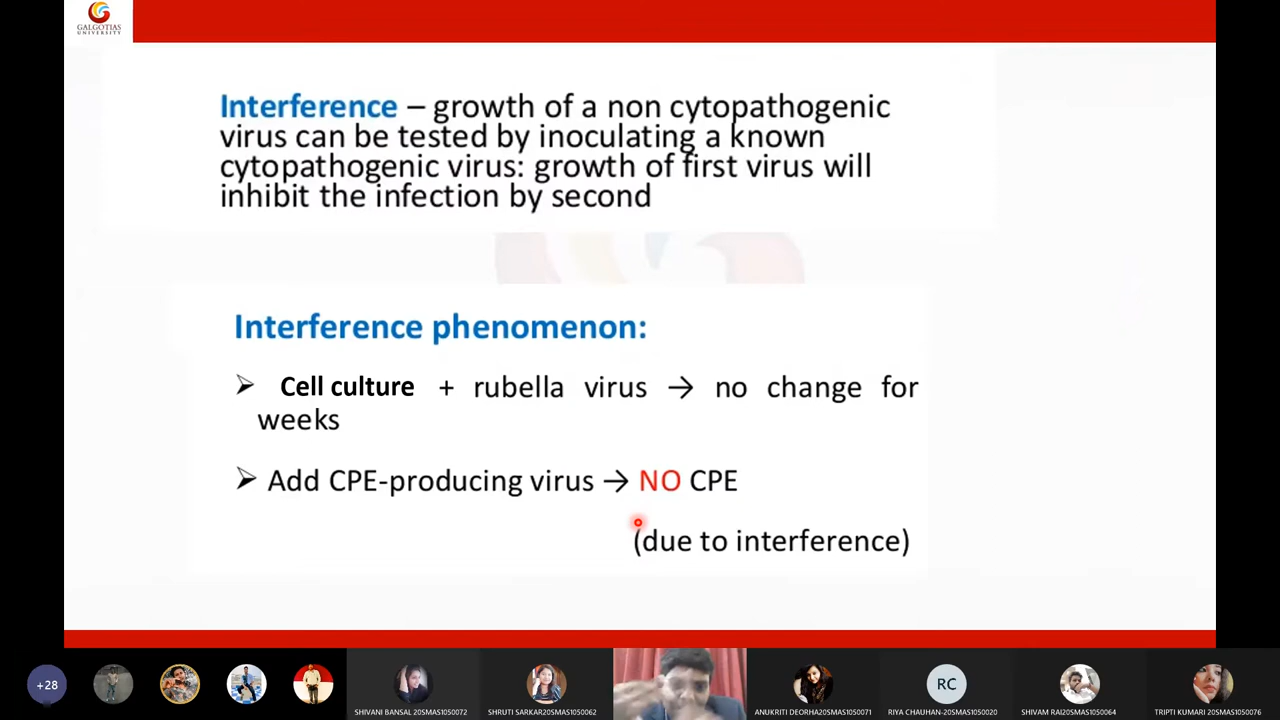 GALGOTIAS
UNIVERSITY
Interference – growth of a non cytopathogenic
virus can be tested by inoculating a known
cytopathogenic virus: growth of first virus will
inhibit the infection by second
Interference phenomenon:
➢ Cell culture + rubella virus → no change for
weeks
➢ Add CPE-producing virus → NO CPE
(due to interference)
+28
RC
SHIVANI BANSAL 20SMAS1050072
SHRUTI SARKAR20SMAS1050062
ANUKRITI DEORHA20SMAS1050071
RIYA CHAUHAN-20SMAS1050020
SHIVAM RAI20SMAS1050064
TRIPTI KUMARI 20SMAS1050076